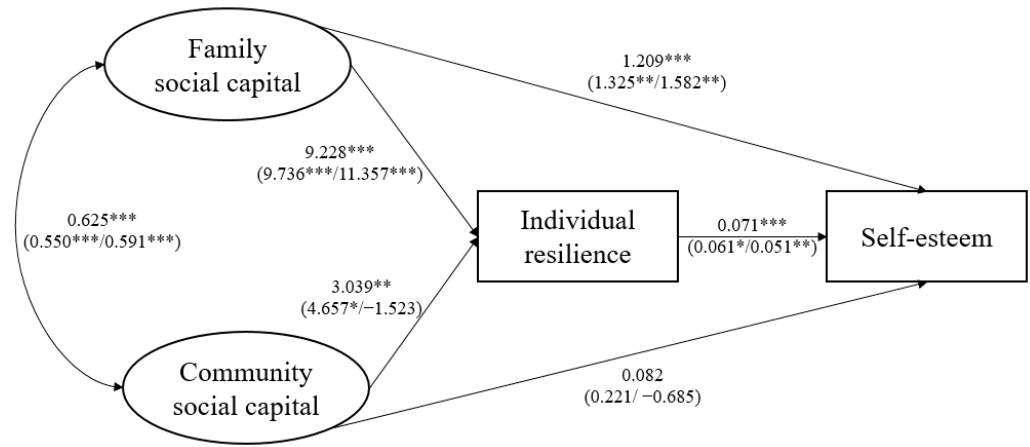 Family
social capital
1.209***
(1.325**/1.582**)
9.228***
(9.736***/11.357***)
0.625***
(0.550***/0.591***)
Individual
resilience
0.071***
(0.061*/0.051**)
Self-esteem
3.039**
(4.657*/−1.523)
Community
social capital
0.082
(0.221/ −0.685)